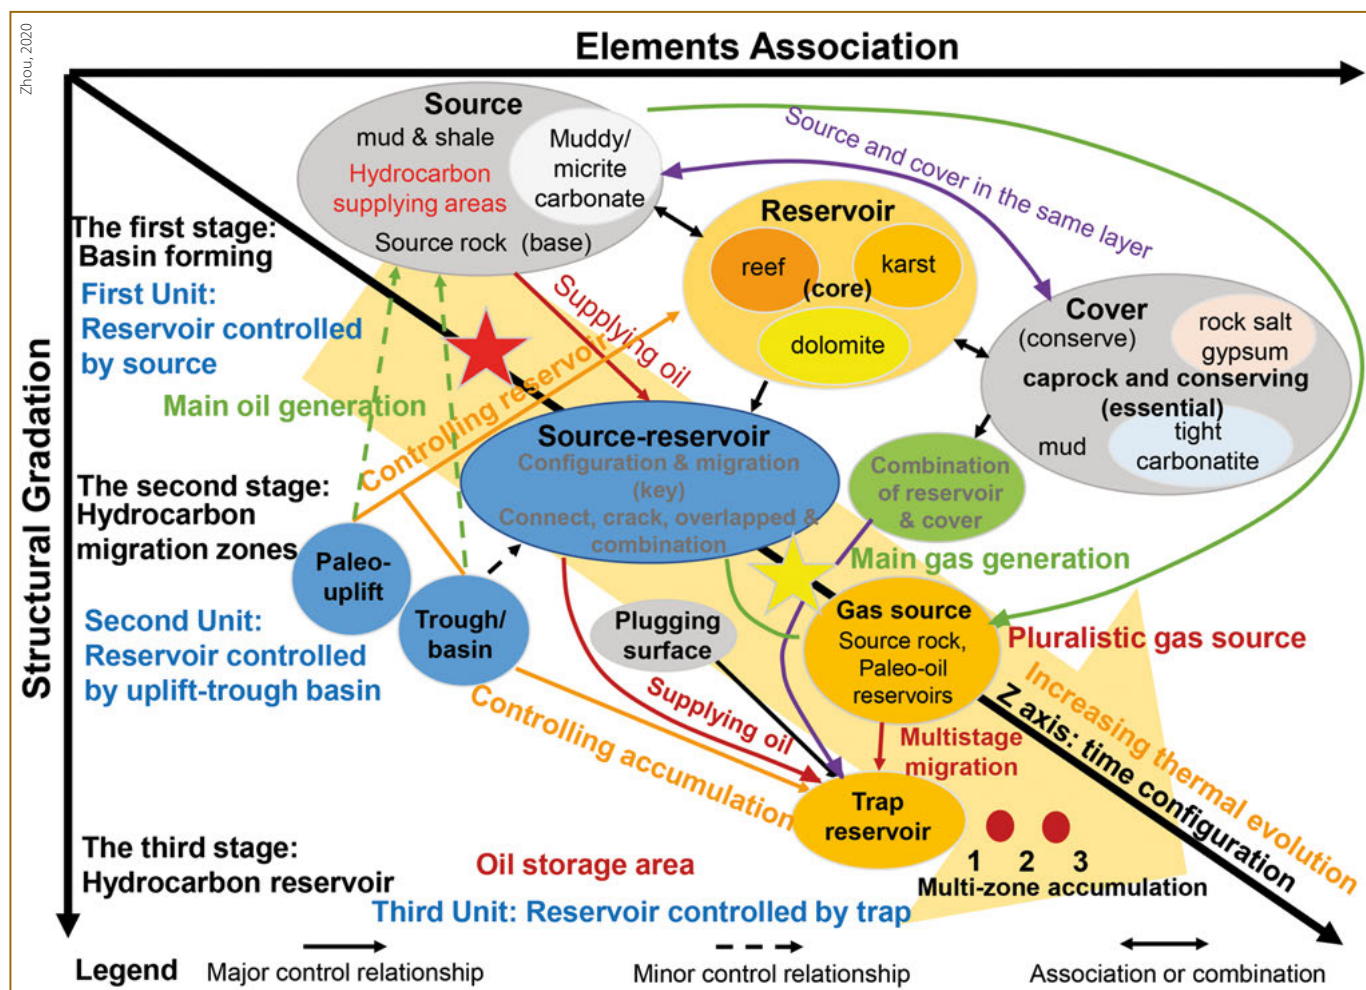 Zhou, 2020
Elements Association
Structural Gradation
Source
mud & shale
Hydrocarbon
supplying areas
Muddy/
micrite
carbonate
Source rock (base)
Source and cover in the same layer
Reservoir
reef
karst
(core)
dolomite
Cover
(conserve)
rock salt
gypsum
caprock and conserving
(essential)
mud
tight
carbonatite
The first stage:
Basin forming
First Unit:
Reservoir controlled
by source
Main oil generation
Supplying oil
Controlling reservoir
Source-reservoir
Configuration & migration
(key)
Connect, crack, overlapped &
combination
Combination
of reservoir
& cover
The second stage:
Hydrocarbon
migration zones
Paleo-
uplift
Trough/
basin
Second Unit:
Reservoir controlled
by uplift-trough basin
Main gas generation
Plugging
surface
Gas source
Source rock,
Paleo-oil
reservoirs
Pluralistic gas source
Increasing thermal evolution
Z axis: time configuration
Supplying oil
Controlling accumulation
Multistage
migration
Trap
reservoir
1 2 3
Multi-zone accumulation
The third stage:
Hydrocarbon reservoir
Oil storage area
Third Unit: Reservoir controlled by trap
Legend
Major control relationship
Minor control relationship
Association or combination